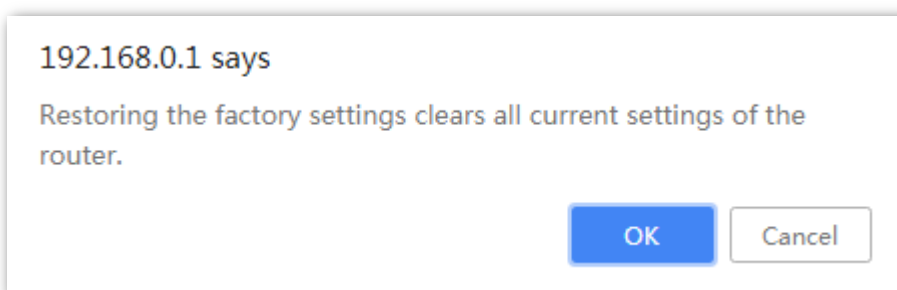 192.168.0.1 says
Restoring the factory settings clears all current settings of the
router.
OK
Cancel